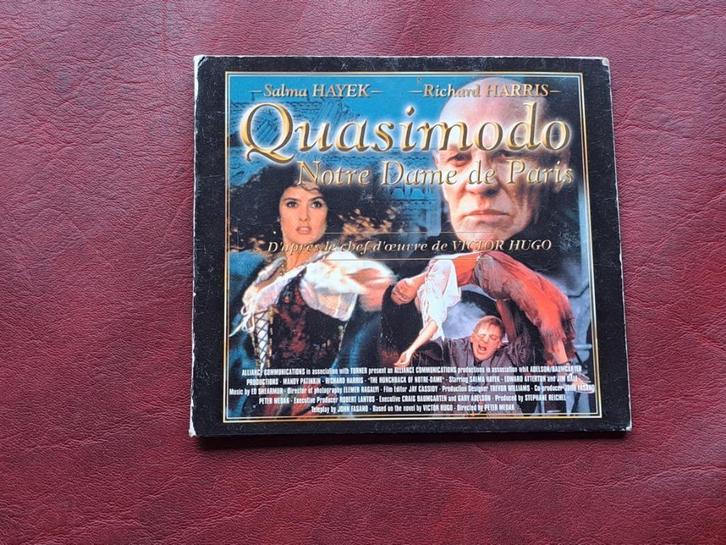 Salma HAYEK Richard HARRIS
Quasimodo
Notre Dame de Paris
D'après le chef d'œuvre de VICTOR HUGO
ALLIANCE COMMUNICATIONS in association with TURNER present an ALLIANCE COMMUNICATIONS productions in association whit ADELSON/BAUMGARTEN
PRODUCTIONS - MANDY PATINKIN - RICHARD HARRIS - "THE HUNCHBACK OF NOTRE-DAME" - Starring SALMA HAYEK - EDWARD ATTERTON and JIM DALE
Music by ED SHEARMUR - Director of photography ELEMER RAGALYI - Film Editor JAY CASSIDY - Production Designer TREVOR WILLIAMS - Co-producer JOHN FASANO
PETER MEDAK - Executive Producer ROBERT LANTOS - Executive CRAIG BAUMGARTEN and GARY ADELSON - Produced by STEPHANE REICHEL
Teleplay by JOHN FASANO - Based on the novel by VICTOR HUGO - Directed by PETER MEDAK